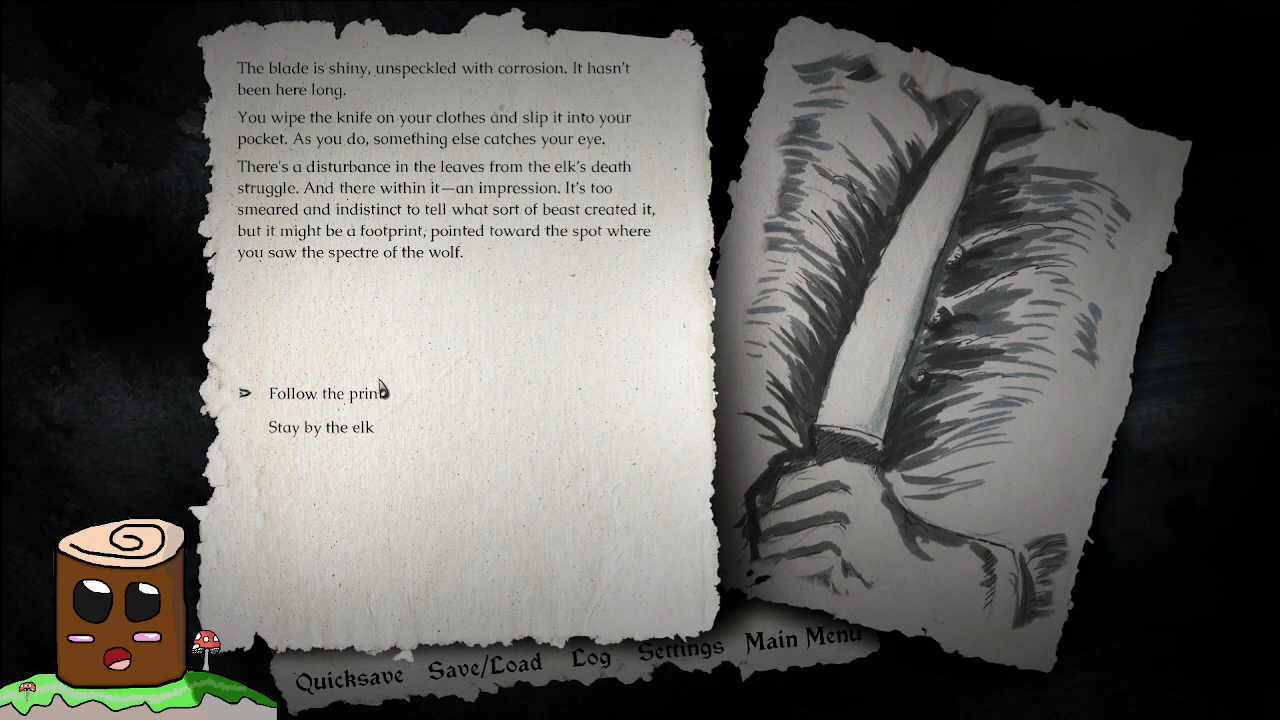 The blade is shiny, unspeckled with corrosion. It hasn't
been here long.
You wipe the knife on your clothes and slip it into your
pocket. As you do, something else catches your eye.
There's a disturbance in the leaves from the elk's death
struggle. And there within it—an impression. It's too
smeared and indistinct to tell what sort of beast created it,
but it might be a footprint, pointed toward the spot where
you saw the spectre of the wolf.
Follow the print
Stay by the elk
Quicksave Save/Load Log Settings Main Menu